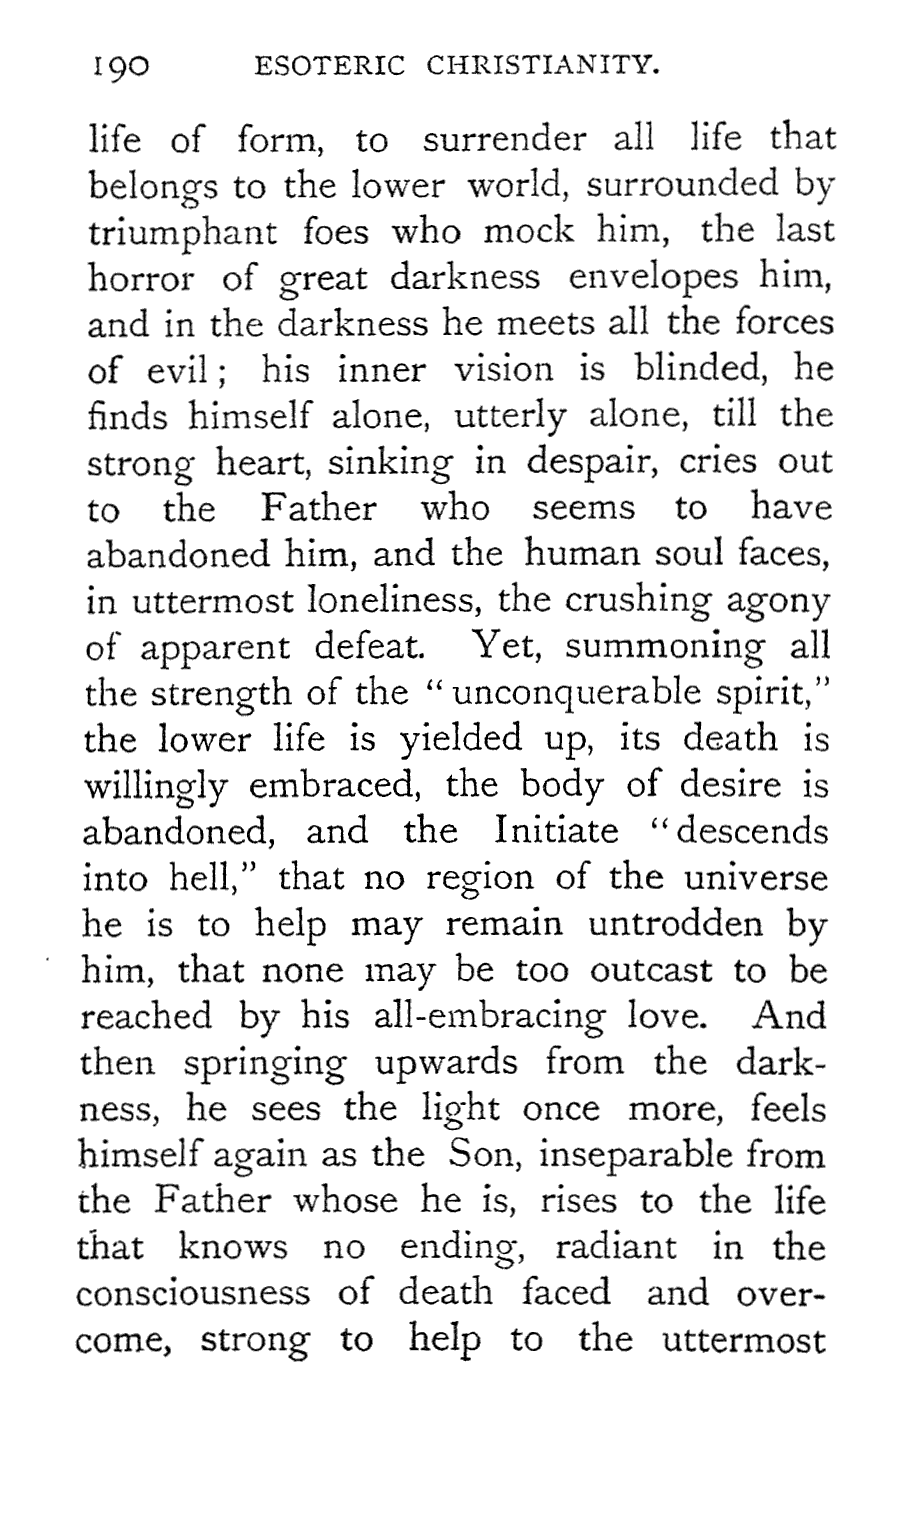 190 ESOTERIC CHRISTIANITY.
life of form, to surrender all life that
belongs to the lower world, surrounded by
triumphant foes who mock him, the last
horror of great darkness envelopes him,
and in the darkness he meets all the forces
of evil; his inner vision is blinded, he
finds himself alone, utterly alone, till the
strong heart, sinking in despair, cries out
to the Father who seems to have
abandoned him, and the human soul faces,
in uttermost loneliness, the crushing agony
of apparent defeat. Yet, summoning all
the strength of the “unconquerable spirit,”
the lower life is yielded up, its death is
willingly embraced, the body of desire is
abandoned, and the Initiate “descends
into hell,” that no region of the universe
he is to help may remain untrodden by
him, that none may be too outcast to be
reached by his all-embracing love. And
then springing upwards from the dark-
ness, he sees the light once more, feels
himself again as the Son, inseparable from
the Father whose he is, rises to the life
that knows no ending, radiant in the
consciousness of death faced and over-
come, strong to help to the uttermost